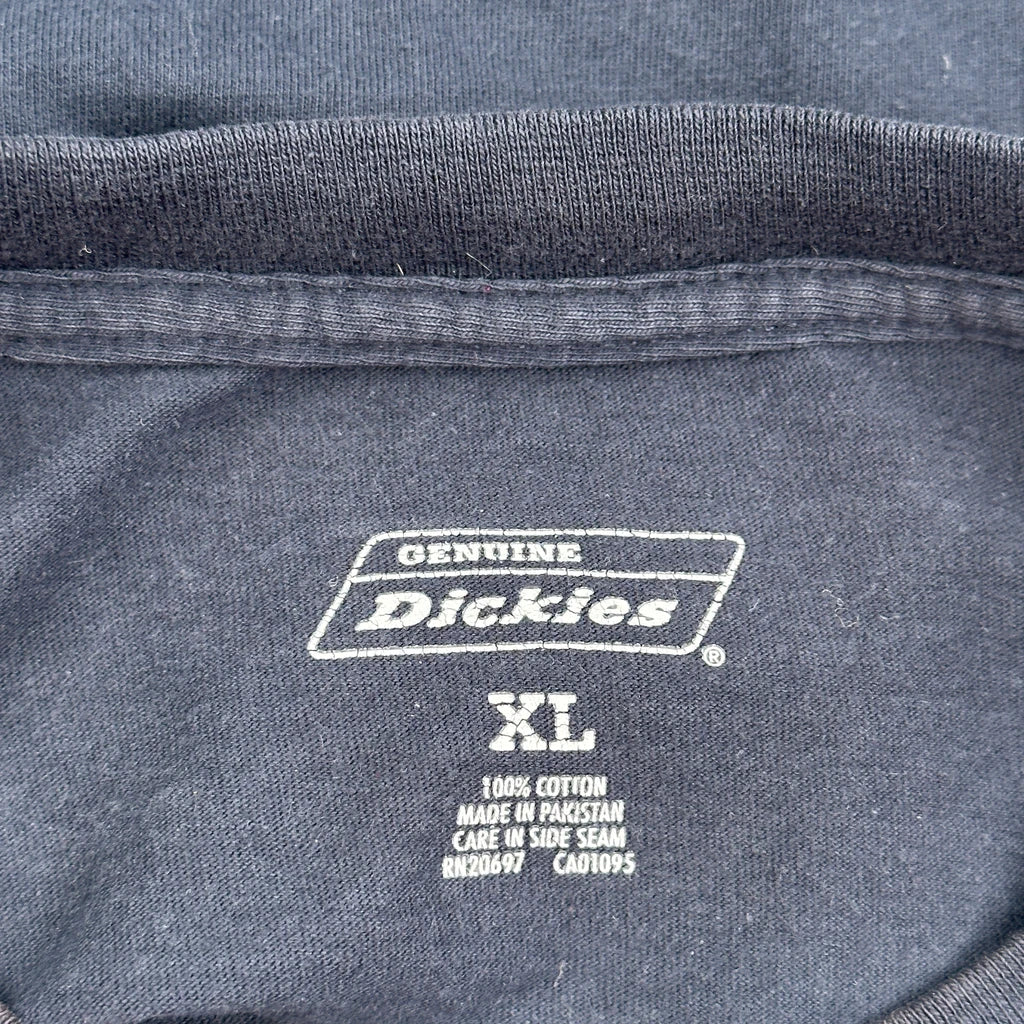 GENUINE
Dickies®
XL
100% COTTON
MADE IN PAKISTAN
CARE IN SIDE SEAM
RN20697 CA01095